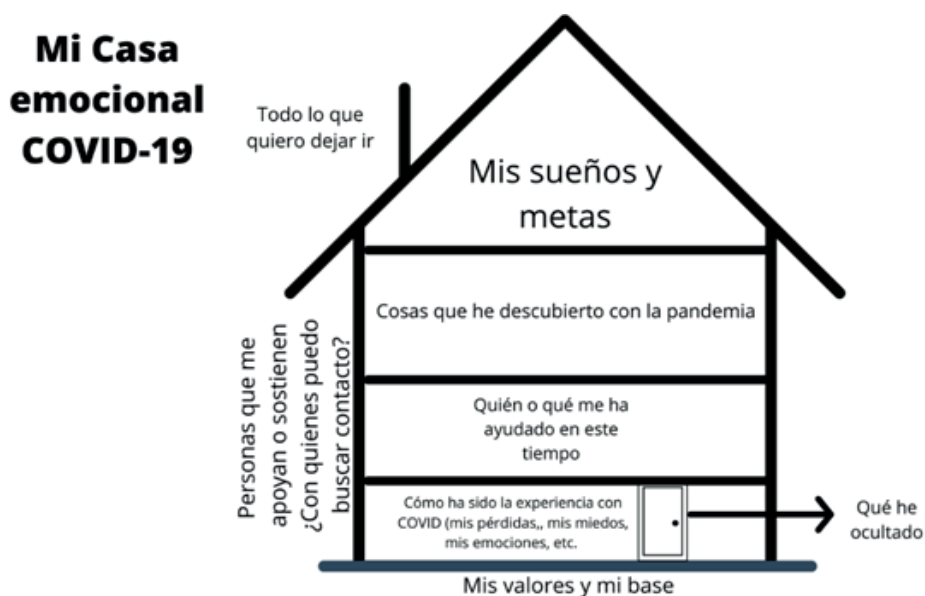 Mi Casa
emocional
COVID-19
Todo lo que
quiero dejar ir
Mis sueños y
metas
Cosas que he descubierto con la pandemia
Personas que me
apoyan o sostienen
¿Con quienes puedo
buscar contacto?
Quién o qué me ha
ayudado en este
tiempo
Cómo ha sido la experiencia con
COVID (mis pérdidas,, mis miedos,
mis emociones, etc.
Qué he
ocultado
Mis valores y mi base